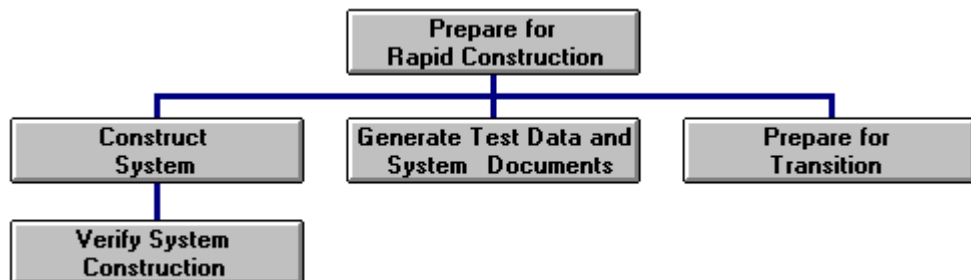 Prepare for
Rapid Construction
Construct
System
Generate Test Data and
System Documents
Prepare for
Transition
Verify System
Construction